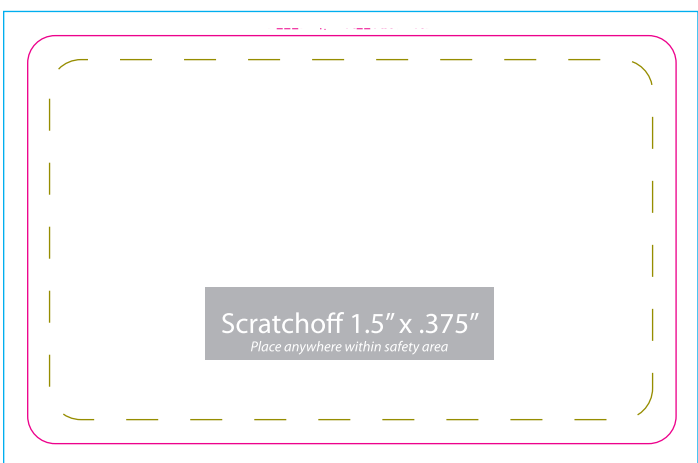 Scratchoff 1.5” x .375”
Place anywhere within safety area